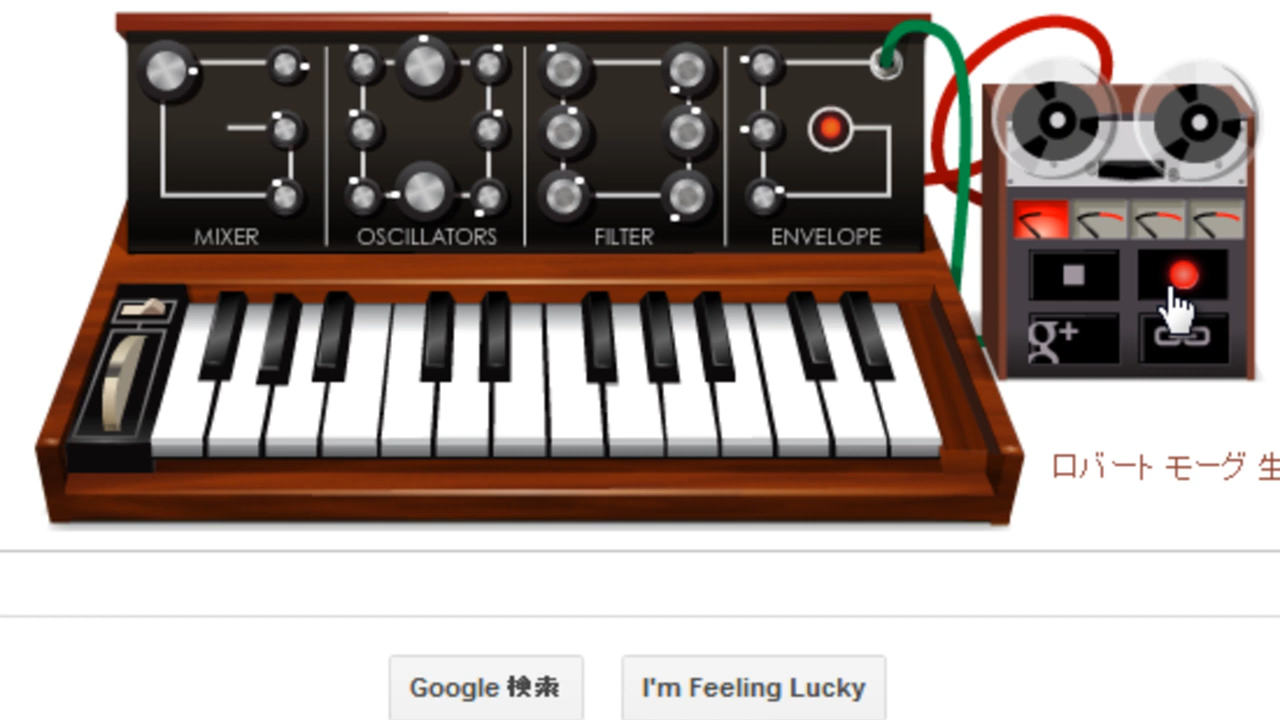 MIXER
OSCILLATORS
FILTER
ENVELOPE
g+
ロバート モーグ 生
Google 検索
I'm Feeling Lucky